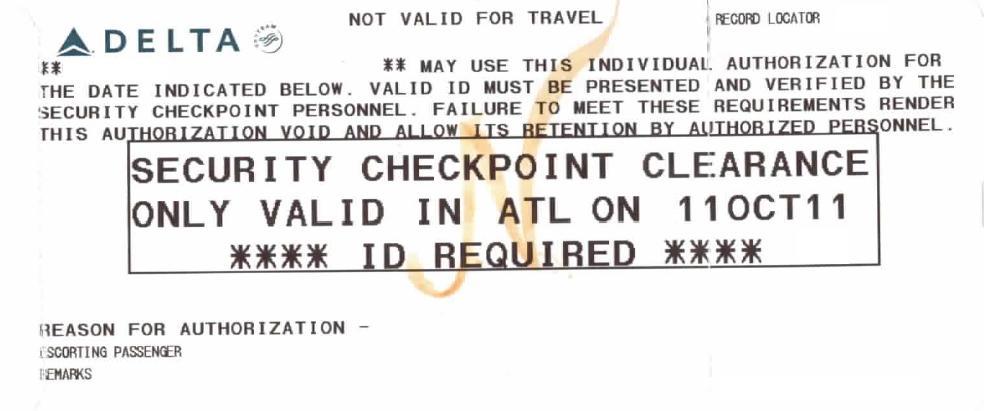 NOT VALID FOR TRAVEL
RECORD LOCATOR
DELTA
** ** MAY USE THIS INDIVIDUAL AUTHORIZATION FOR
THE DATE INDICATED BELOW. VALID ID MUST BE PRESENTED AND VERIFIED BY THE
SECURITY CHECKPOINT PERSONNEL. FAILURE TO MEET THESE REQUIREMENTS RENDER
THIS AUTHORIZATION VOID AND ALLOW ITS RETENTION BY AUTHORIZED PERSONNEL.
SECURITY CHECKPOINT CLEARANCE
ONLY VALID IN ATL ON 11OCT11
**** ID REQUIRED ****
N
REASON FOR AUTHORIZATION -
ESCORTING PASSENGER
REMARKS